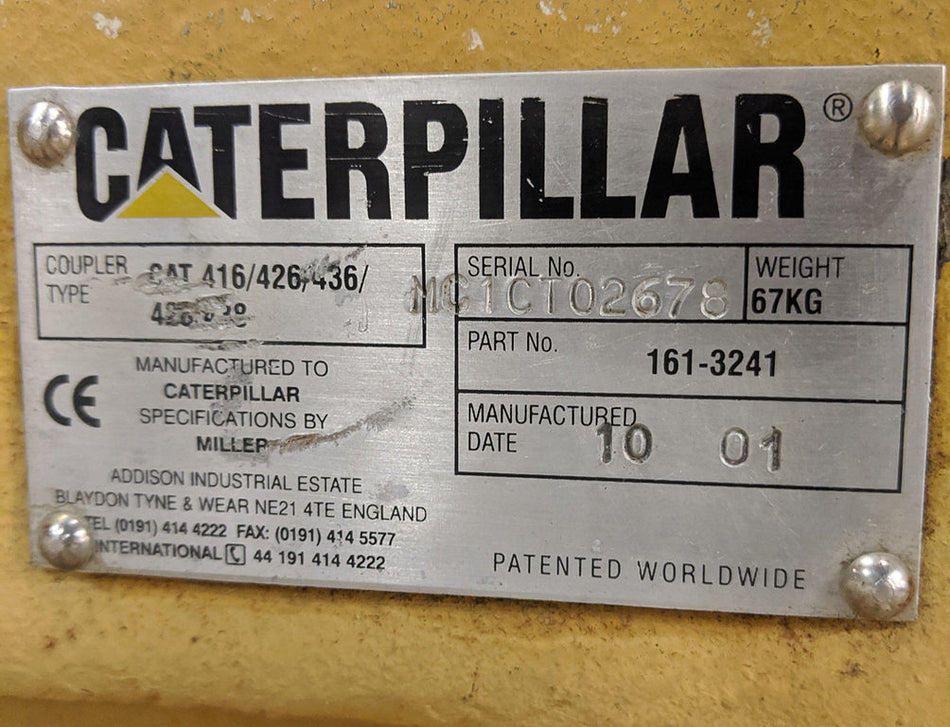 CATERPILLAR®
COUPLER TYPE CAT 416/426/436/
428
SERIAL No. MC1CT02678
WEIGHT
67KG
PART No. 161-3241
MANUFACTURED
DATE 10 01
CE
MANUFACTURED TO
CATERPILLAR
SPECIFICATIONS BY
MILLER
ADDISON INDUSTRIAL ESTATE
BLAYDON TYNE & WEAR NE21 4TE ENGLAND
TEL (0191) 414 4222 FAX: (0191) 414 5577
INTERNATIONAL 44 191 414 4222
PATENTED WORLDWIDE